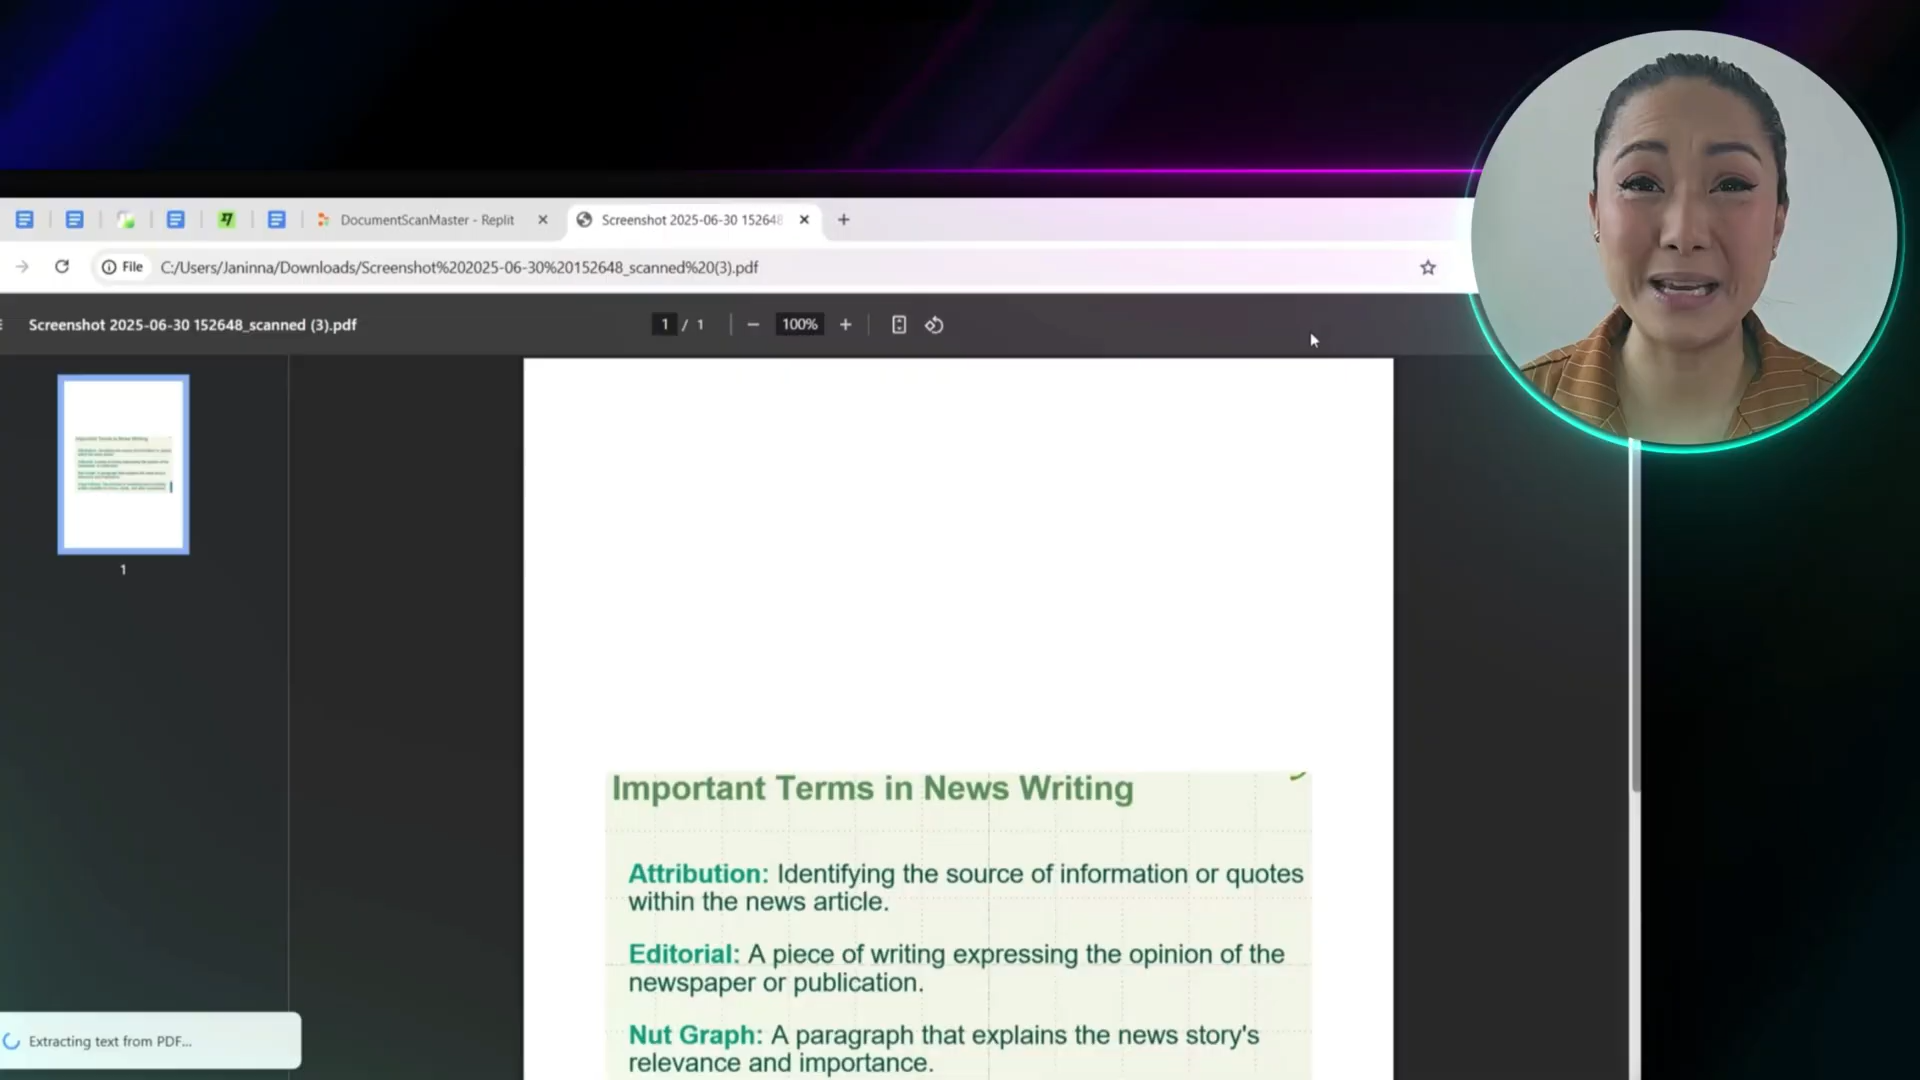 DocumentScanMaster - Replit
Screenshot 2025-06-30 152648
File
C:/Users/Janinna/Downloads/Screenshot%202025-06-30%20152648_scanned%20(3).pdf
Screenshot 2025-06-30 152648_scanned (3).pdf
1 / 1
100%
1
Important Terms in News Writing
Attribution: Identifying the source of information or quotes
within the news article.
Editorial: A piece of writing expressing the opinion of the
newspaper or publication.
Nut Graph: A paragraph that explains the news story's
relevance and importance.
Extracting text from PDF...